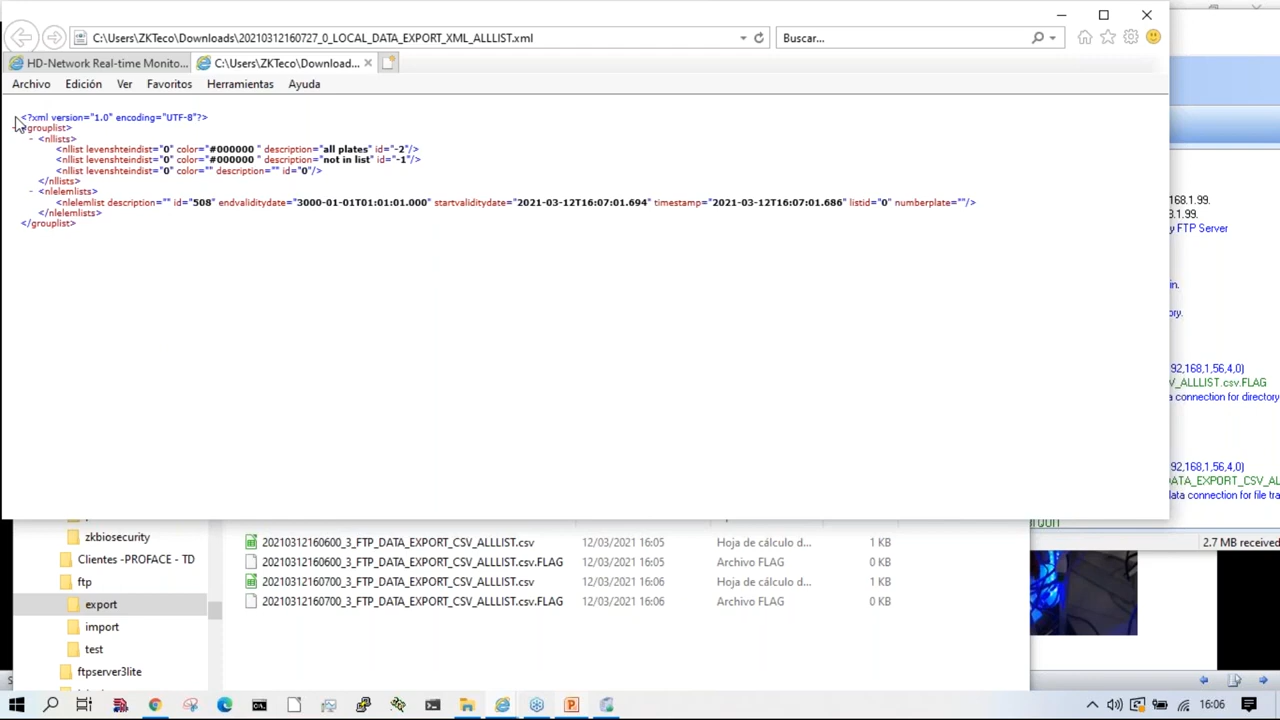 C:\Users\ZKTeco\Downloads\20210312160727_0_LOCAL_DATA_EXPORT_XML_ALLLIST.xml
Buscar...
HD-Network Real-time Monito...
C:\Users\ZKTeco\Download...
Archivo Edición Ver Favoritos Herramientas Ayuda
<?xml version="1.0" encoding="UTF-8"?>
- <grouplist>
- <nllists>
<nllist levenshteindist="0" color="#000000 " description="all plates" id="-2"/>
<nllist levenshteindist="0" color="#000000 " description="not in list" id="-1"/>
<nllist levenshteindist="0" color="" description="" id="0"/>
</nllists>
- <nlelemlists>
<nlelemlist description="" id="508" endvaliditydate="3000-01-01T01:01:01.000" startvaliditydate="2021-03-12T16:07:01.694" timestamp="2021-03-12T16:07:01.686" listid="0" numberplate=""/>
</nlelemlists>
</grouplist>
168.1.99.
168.1.99.
y FTP Server
in.
ory.
92,168,1,56,4,0)
V_ALLLIST.csv.FLAG
a connection for directory
92,168,1,56,4,0)
ATA_EXPORT_CSV_AL
data connection for file tra
QUIT
2.7 MB received
zkbiosecurity
Clientes -PROFACE - TD
ftp
export
import
test
ftpserver3lite
20210312160600_3_FTP_DATA_EXPORT_CSV_ALLLIST.csv 12/03/2021 16:05 Hoja de cálculo d... 1 KB
20210312160600_3_FTP_DATA_EXPORT_CSV_ALLLIST.csv.FLAG 12/03/2021 16:05 Archivo FLAG 0 KB
20210312160700_3_FTP_DATA_EXPORT_CSV_ALLLIST.csv 12/03/2021 16:06 Hoja de cálculo d... 1 KB
20210312160700_3_FTP_DATA_EXPORT_CSV_ALLLIST.csv.FLAG 12/03/2021 16:06 Archivo FLAG 0 KB
16:06